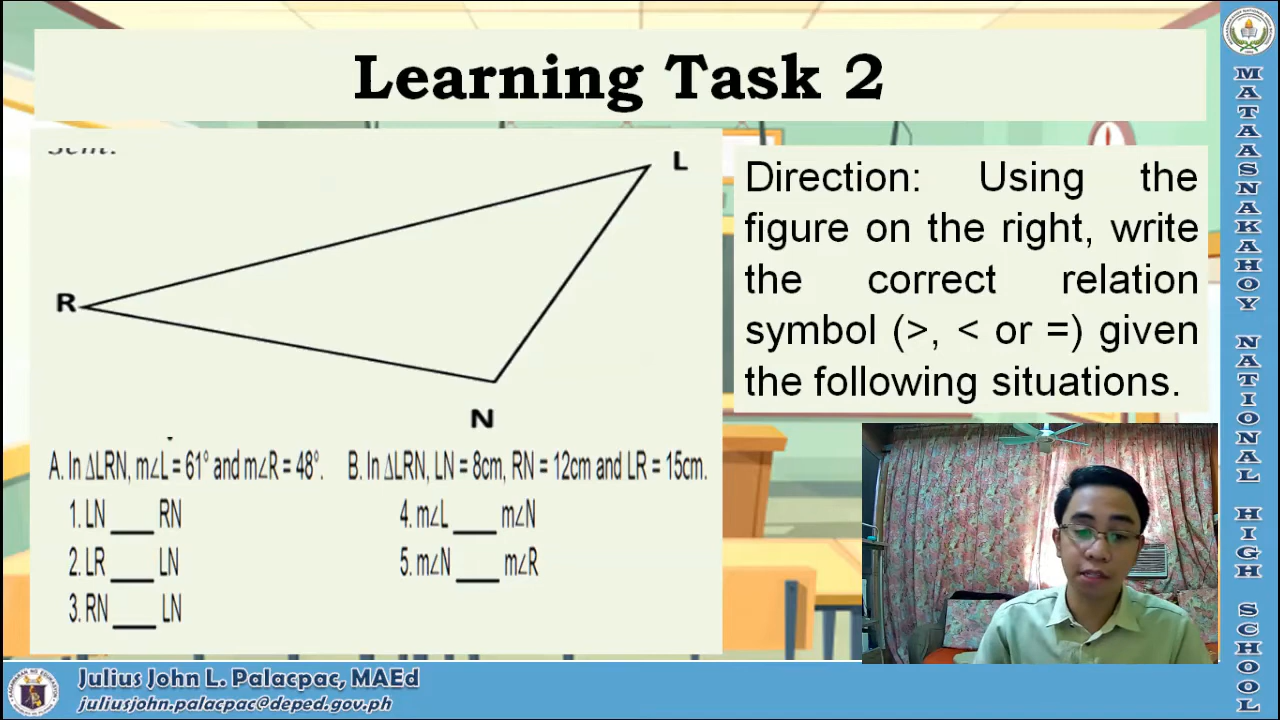 Learning Task 2
L
R
N
Direction: Using the
figure on the right, write
the correct relation
symbol (>, < or =) given
the following situations.
A. In ΔLRN, m∠L = 61° and m∠R = 48°.
1. LN ____ RN
2. LR ____ LN
3. RN ____ LN
B. In ΔLRN, LN = 8cm, RN = 12cm and LR = 15cm.
4. m∠L ____ m∠N
5. m∠N ____ m∠R
Julius John L. Palacpac, MAEd
juliusjohn.palacpac@deped.gov.ph
MATAASNAKAHOY NATIONAL HIGH SCHOOL